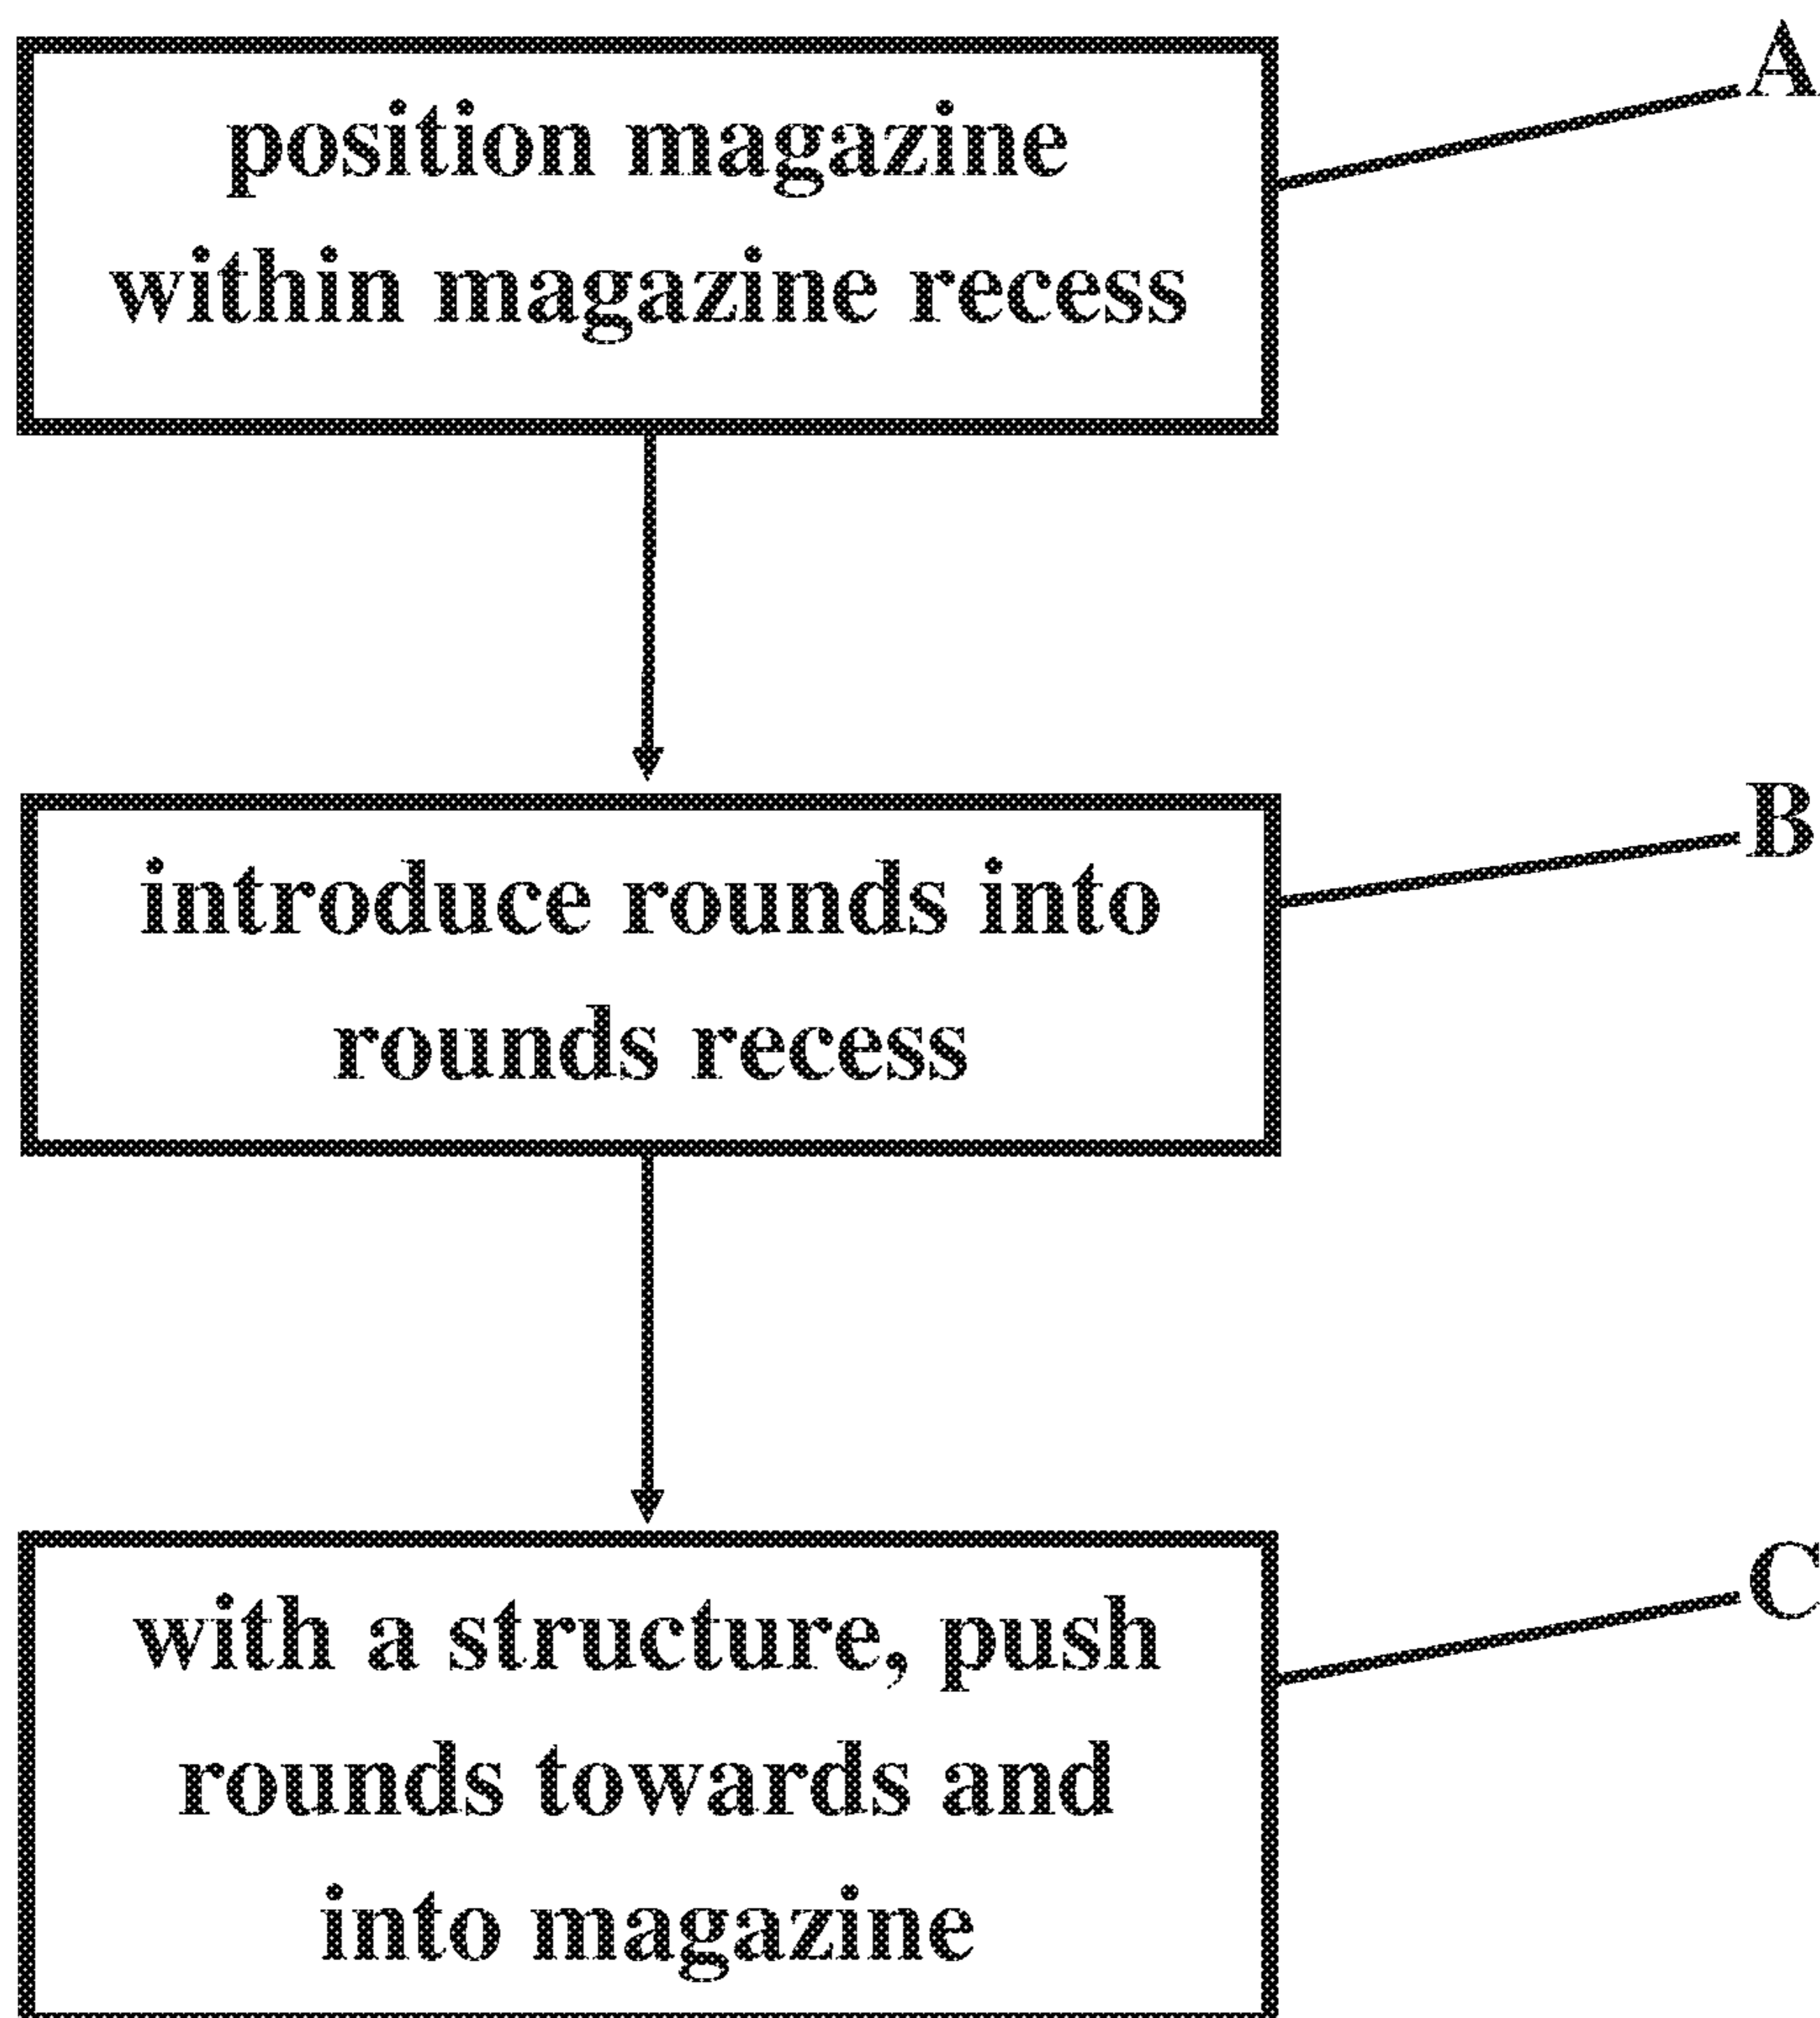 A
position magazine
within magazine recess
B
introduce rounds into
rounds recess
C
with a structure, push
rounds towards and
into magazine